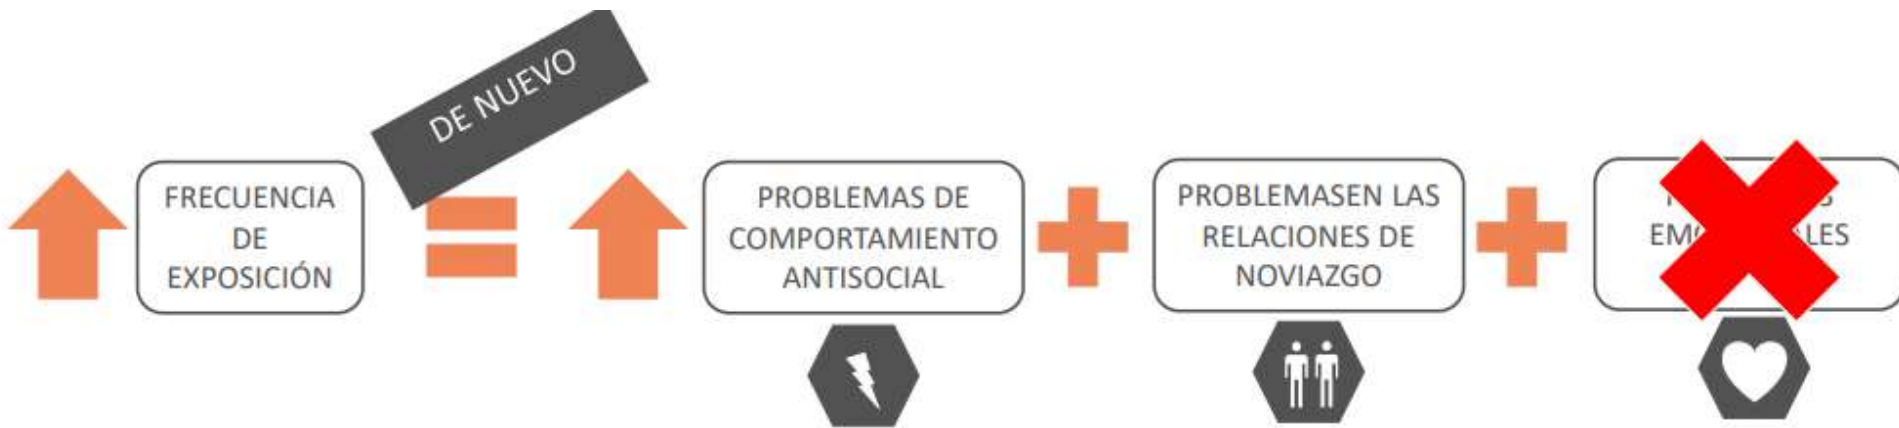 DE NUEVO
FRECUENCIA
DE
EXPOSICIÓN
PROBLEMAS DE
COMPORTAMIENTO
ANTISOCIAL
PROBLEMASEN LAS
RELACIONES DE
NOVIAZGO